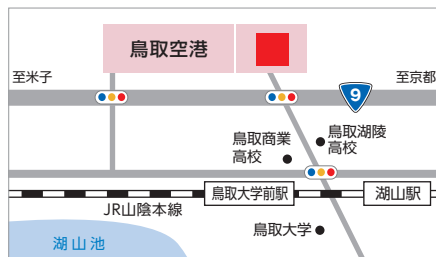 鳥取空港
至米子
至京都
9
鳥取商業
高校
鳥取湖陵
高校
鳥取大学前駅
湖山駅
JR山陰本線
鳥取大学
湖山池